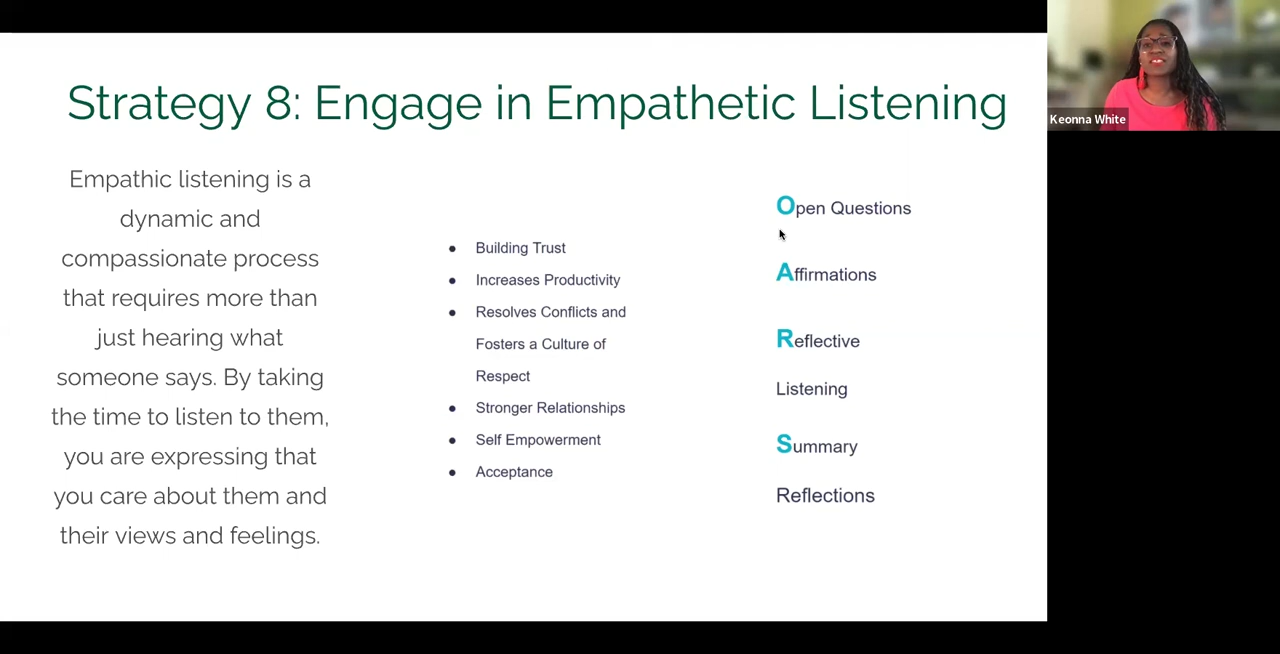 Strategy 8: Engage in Empathetic Listening
Empathic listening is a
dynamic and
compassionate process
that requires more than
just hearing what
someone says. By taking
the time to listen to them,
you are expressing that
you care about them and
their views and feelings.
● Building Trust
● Increases Productivity
● Resolves Conflicts and
Fosters a Culture of
Respect
● Stronger Relationships
● Self Empowerment
● Acceptance
Open Questions
Affirmations
Reflective
Listening
Summary
Reflections
Keonna White